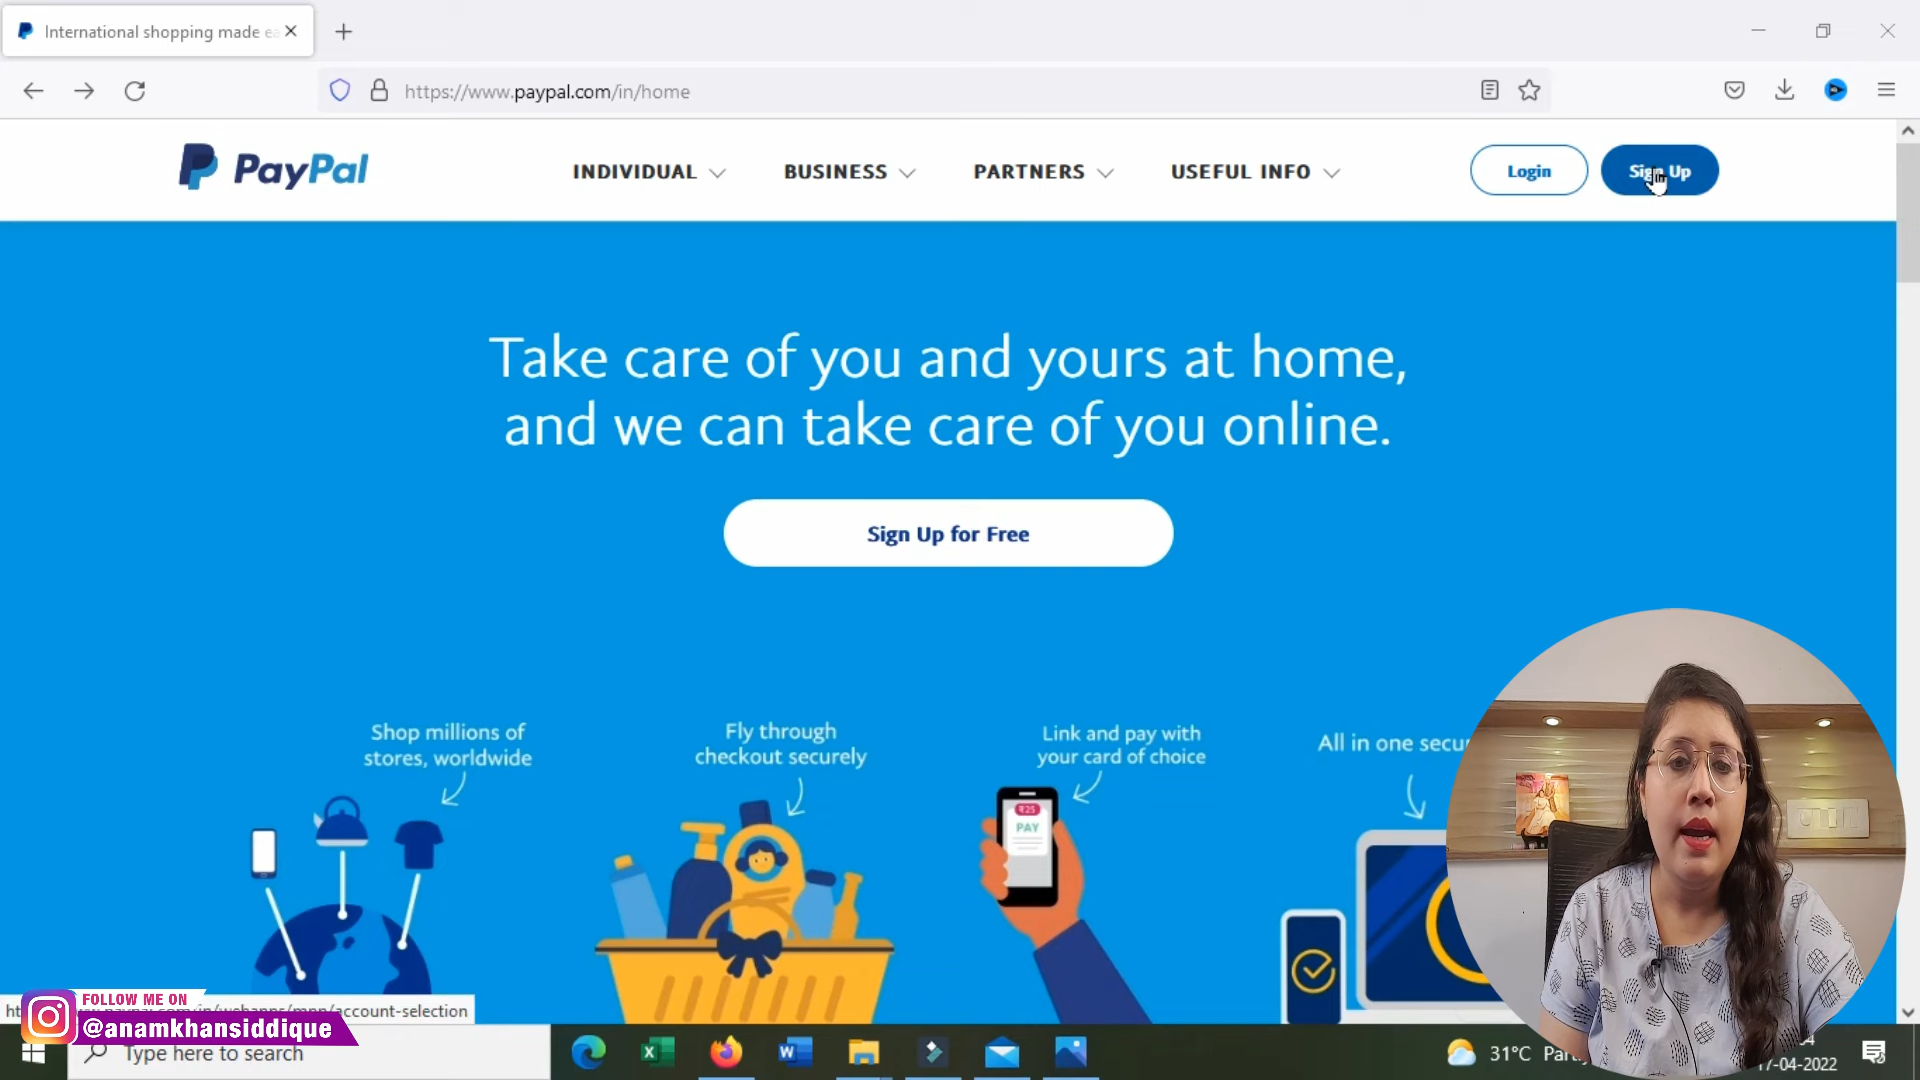 International shopping made ea
https://www.paypal.com/in/home
PayPal
INDIVIDUAL
BUSINESS
PARTNERS
USEFUL INFO
Login
Sign Up
Take care of you and yours at home,
and we can take care of you online.
Sign Up for Free
Shop millions of
stores, worldwide
Fly through
checkout securely
Link and pay with
your card of choice
All in one secu
₹25
PAY
account-selection
FOLLOW ME ON
@anamkhansiddique
Type here to search
31°C
17-04-2022